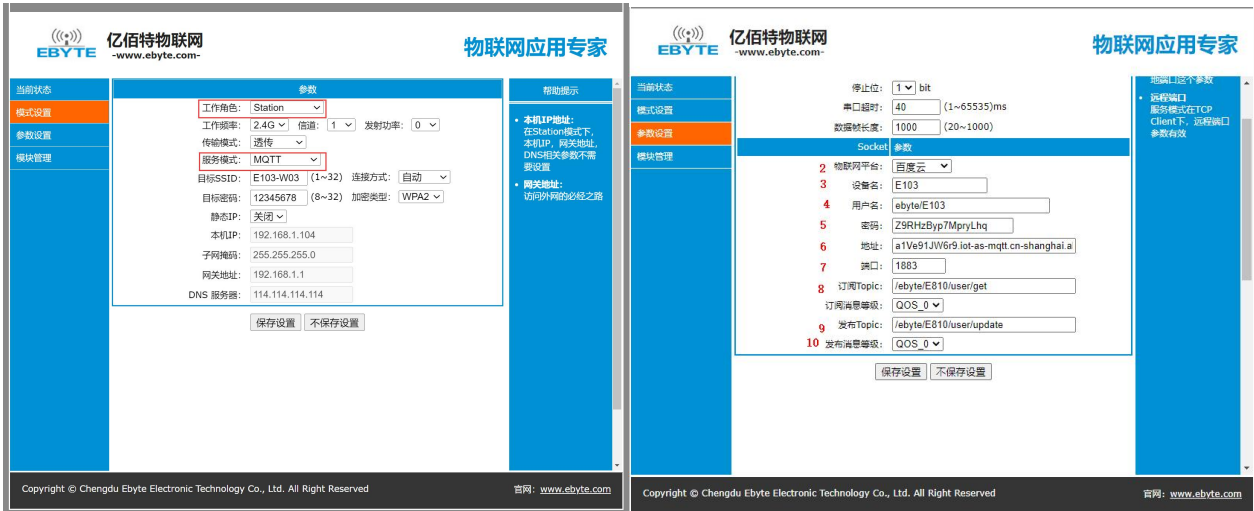 EBYTE
亿佰特物联网
-www.ebyte.com-
物联网应用专家
当前状态
模式设置
参数设置
模块管理
参数
工作角色: Station
工作频率: 2.4G 信道: 1 发射功率: 0
传输模式: 透传
服务模式: MQTT
目标SSID: E103-W03 (1~32) 连接方式: 自动
目标密码: 12345678 (8~32) 加密类型: WPA2
静态IP: 关闭
本机IP: 192.168.1.104
子网掩码: 255.255.255.0
网关地址: 192.168.1.1
DNS 服务器: 114.114.114.114
保存设置 不保存设置
帮助提示
• 本机IP地址:
在Station模式下,
本机IP, 网关地址,
DNS相关参数不需
要设置
• 网关地址:
访问外网的必经之路
Copyright © Chengdu Ebyte Electronic Technology Co., Ltd. All Right Reserved
官网: www.ebyte.com
EBYTE
亿佰特物联网
-www.ebyte.com-
物联网应用专家
当前状态
模式设置
参数设置
模块管理
停止位: 1 bit
串口超时: 40 (1~65535)ms
数据帧长度: 1000 (20~1000)
Socket 参数
2 物联网平台: 百度云
3 设备名: E103
4 用户名: ebyte/E103
5 密码: Z9RHzByp7MpryLhq
6 地址: a1Ve91JW6r9.iot-as-mqtt.cn-shanghai.a
7 端口: 1883
8 订阅Topic: /ebyte/E810/user/get
订阅消息等级: QOS_0
9 发布Topic: /ebyte/E810/user/update
10 发布消息等级: QOS_0
保存设置 不保存设置
地端口这个参数
• 远程端口
服务模式在TCP
Client下, 远程端口
参数有效
Copyright © Chengdu Ebyte Electronic Technology Co., Ltd. All Right Reserved
官网: www.ebyte.com